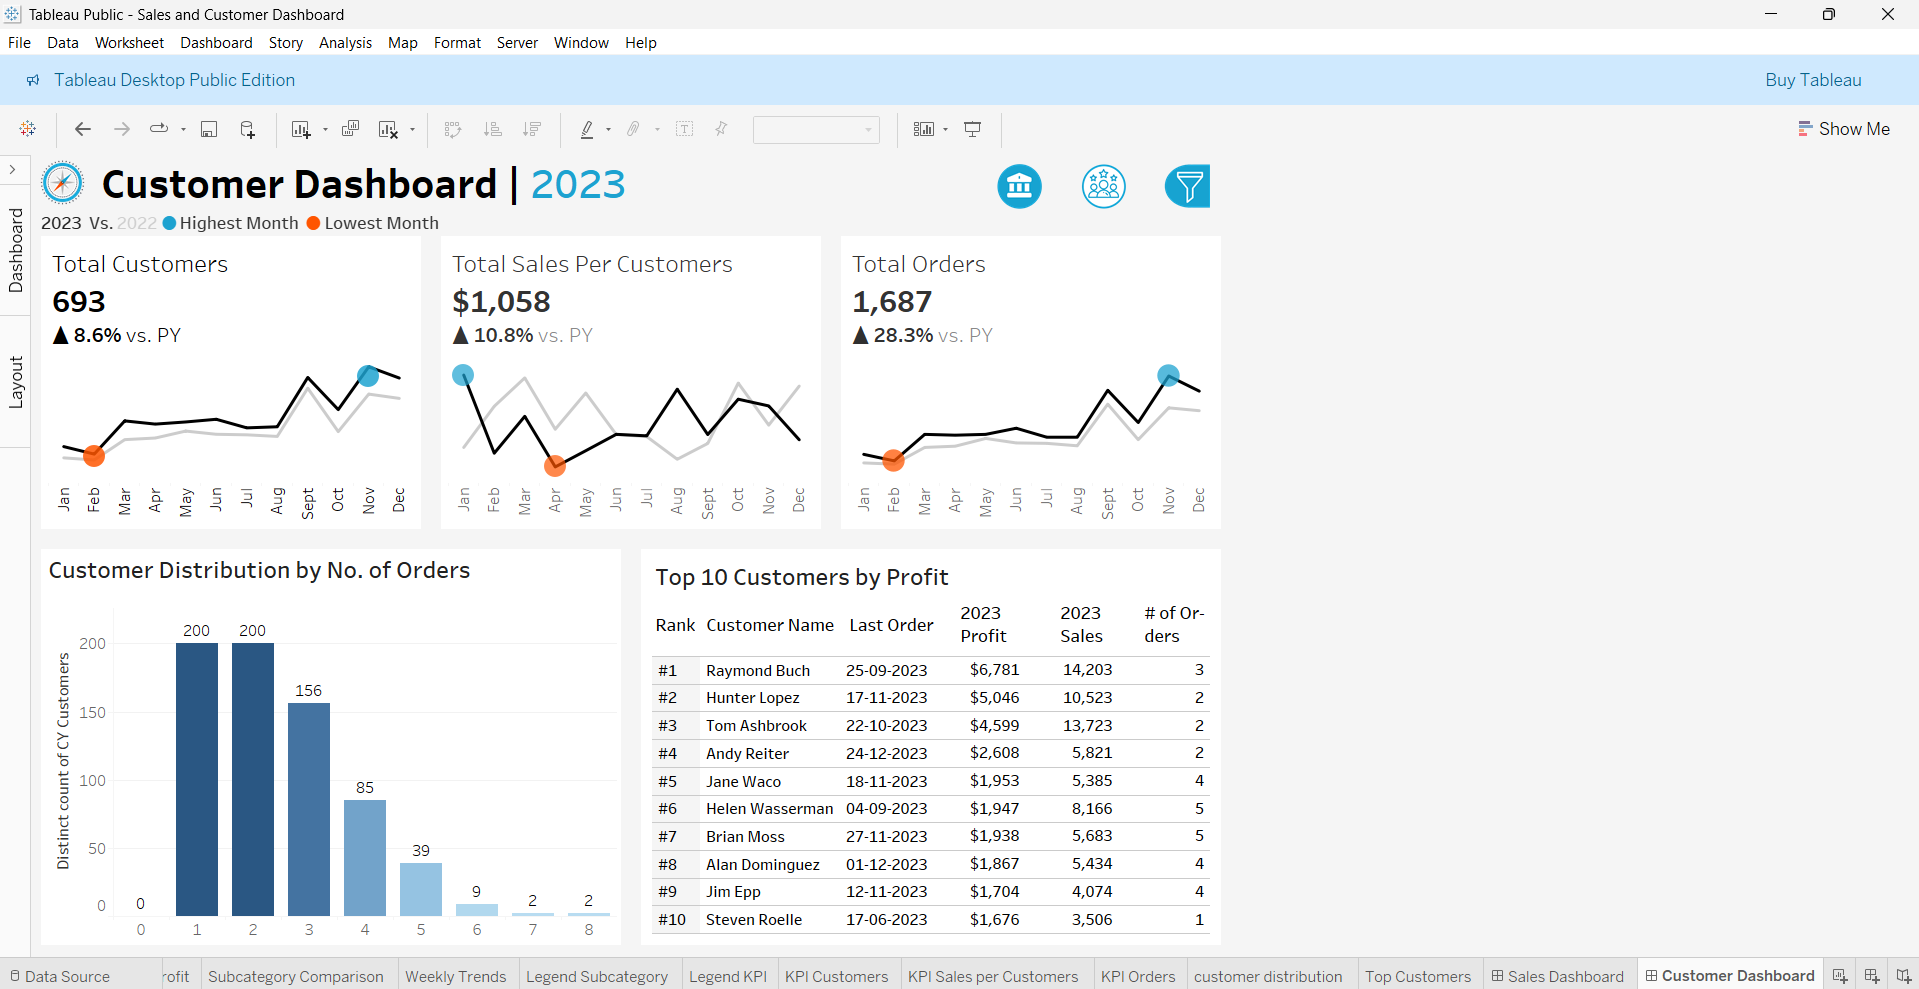 Tableau Public - Sales and Customer Dashboard
File Data Worksheet Dashboard Story Analysis Map Format Server Window Help
Tableau Desktop Public Edition
Buy Tableau
Show Me
Dashboard
Layout
Customer Dashboard | 2023
2023 Vs. 2022 Highest Month Lowest Month
Total Customers
693
▲ 8.6% vs. PY
Jan Feb Mar Apr May Jun Jul Aug Sept Oct Nov Dec
Total Sales Per Customers
$1,058
▲ 10.8% vs. PY
Jan Feb Mar Apr May Jun Jul Aug Sept Oct Nov Dec
Total Orders
1,687
▲ 28.3% vs. PY
Jan Feb Mar Apr May Jun Jul Aug Sept Oct Nov Dec
Customer Distribution by No. of Orders
Distinct count of CY Customers
200
150
100
50
0
0 200 200 156 85 39 9 2 2
0 1 2 3 4 5 6 7 8
Top 10 Customers by Profit
Rank Customer Name Last Order 2023 Profit 2023 Sales # of Or-
ders
#1 Raymond Buch 25-09-2023 $6,781 14,203 3
#2 Hunter Lopez 17-11-2023 $5,046 10,523 2
#3 Tom Ashbrook 22-10-2023 $4,599 13,723 2
#4 Andy Reiter 24-12-2023 $2,608 5,821 2
#5 Jane Waco 18-11-2023 $1,953 5,385 4
#6 Helen Wasserman 04-09-2023 $1,947 8,166 5
#7 Brian Moss 27-11-2023 $1,938 5,683 5
#8 Alan Dominguez 01-12-2023 $1,867 5,434 4
#9 Jim Epp 12-11-2023 $1,704 4,074 4
#10 Steven Roelle 17-06-2023 $1,676 3,506 1
Data Source rofit Subcategory Comparison Weekly Trends Legend Subcategory Legend KPI KPI Customers KPI Sales per Customers KPI Orders customer distribution Top Customers Sales Dashboard Customer Dashboard